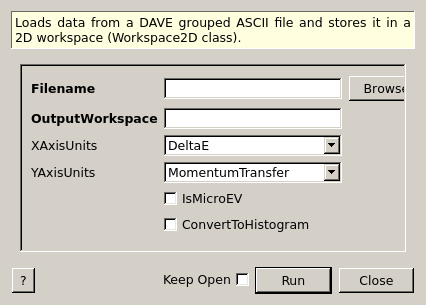 Loads data from a DAVE grouped ASCII file and stores it in a
2D workspace (Workspace2D class).
Filename
Browse
OutputWorkspace
XAxisUnits DeltaE
YAxisUnits MomentumTransfer
IsMicroEV
ConvertToHistogram
? Keep Open Run Close